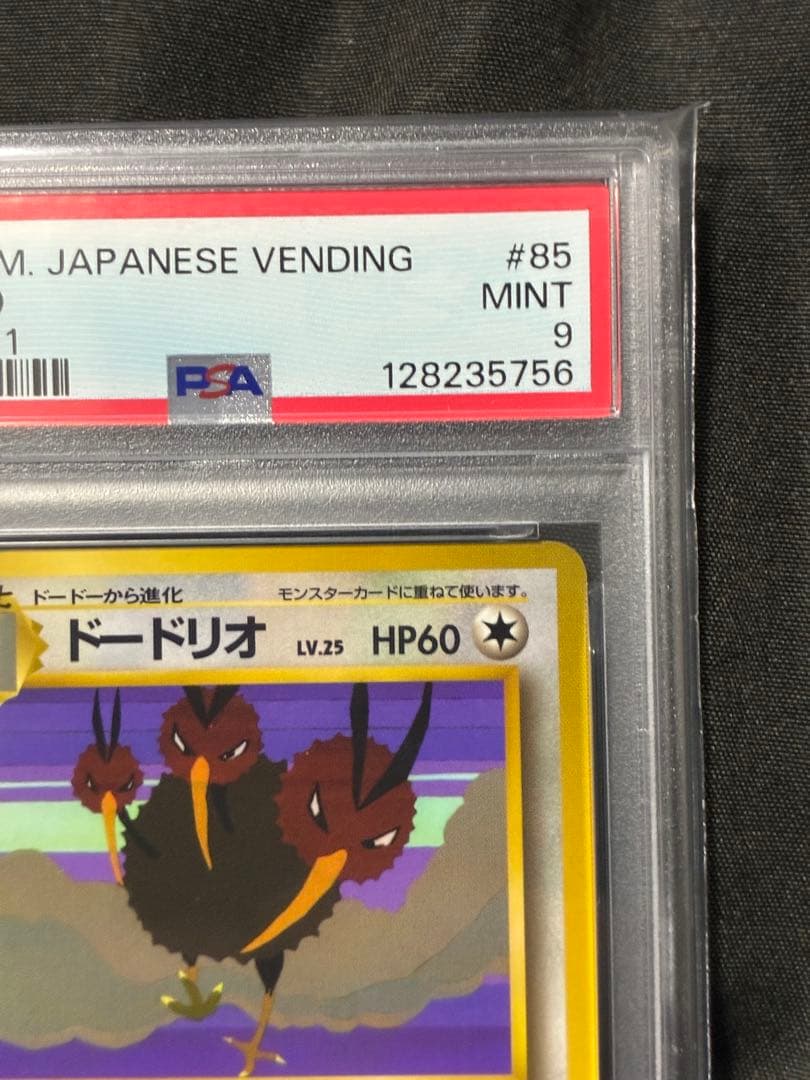 M. JAPANESE VENDING #85
MINT
1 9
PSA 128235756
ドードーから進化 モンスターカードに重ねて使います。
ドードリオ LV.25 HP60